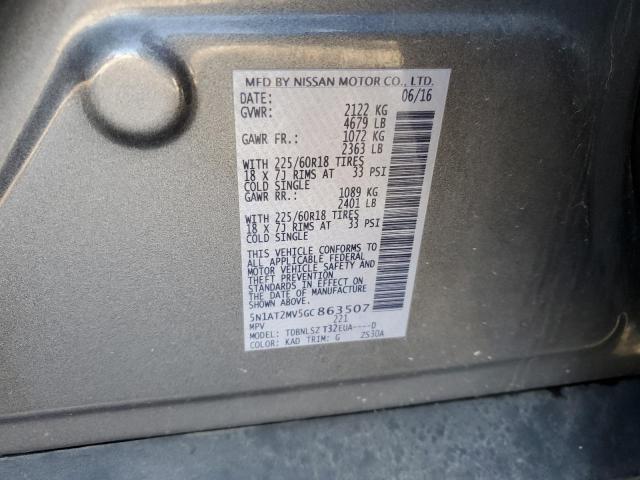 MFD BY NISSAN MOTOR CO., LTD.
DATE: 06/16
GVWR: 2122 KG
4679 LB
GAWR FR.: 1072 KG
2363 LB
WITH 225/60R18 TIRES
18 X 7J RIMS AT 33 PSI
COLD SINGLE
GAWR RR.: 1089 KG
2401 LB
WITH 225/60R18 TIRES
18 X 7J RIMS AT 33 PSI
COLD SINGLE
THIS VEHICLE CONFORMS TO
ALL APPLICABLE FEDERAL
MOTOR VEHICLE SAFETY AND
THEFT PREVENTION
STANDARDS IN EFFECT ON
THE DATE OF MANUFACTURE
SHOWN ABOVE.
5N1AT2MV5GC863507
MPV 221
MODEL: TDBNLSZ T32EUA----D
COLOR: KAD TRIM: G ZS30A